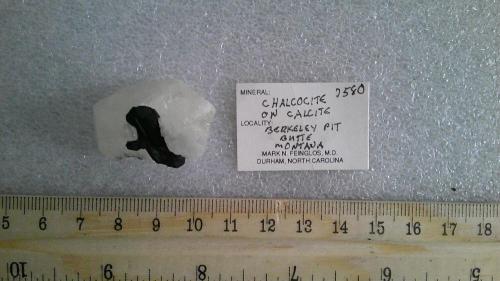 MINERAL: 7580
CHALCOCITE
ON CALCITE
LOCALITY:
BERKELEY PIT
BUTTE
MONTANA
MARK N. FEINGLOS, M.D.
DURHAM, NORTH CAROLINA
5 6 7 8 9 10 11 12 13 14 15 16 17 18
10 9 8 7 6 5